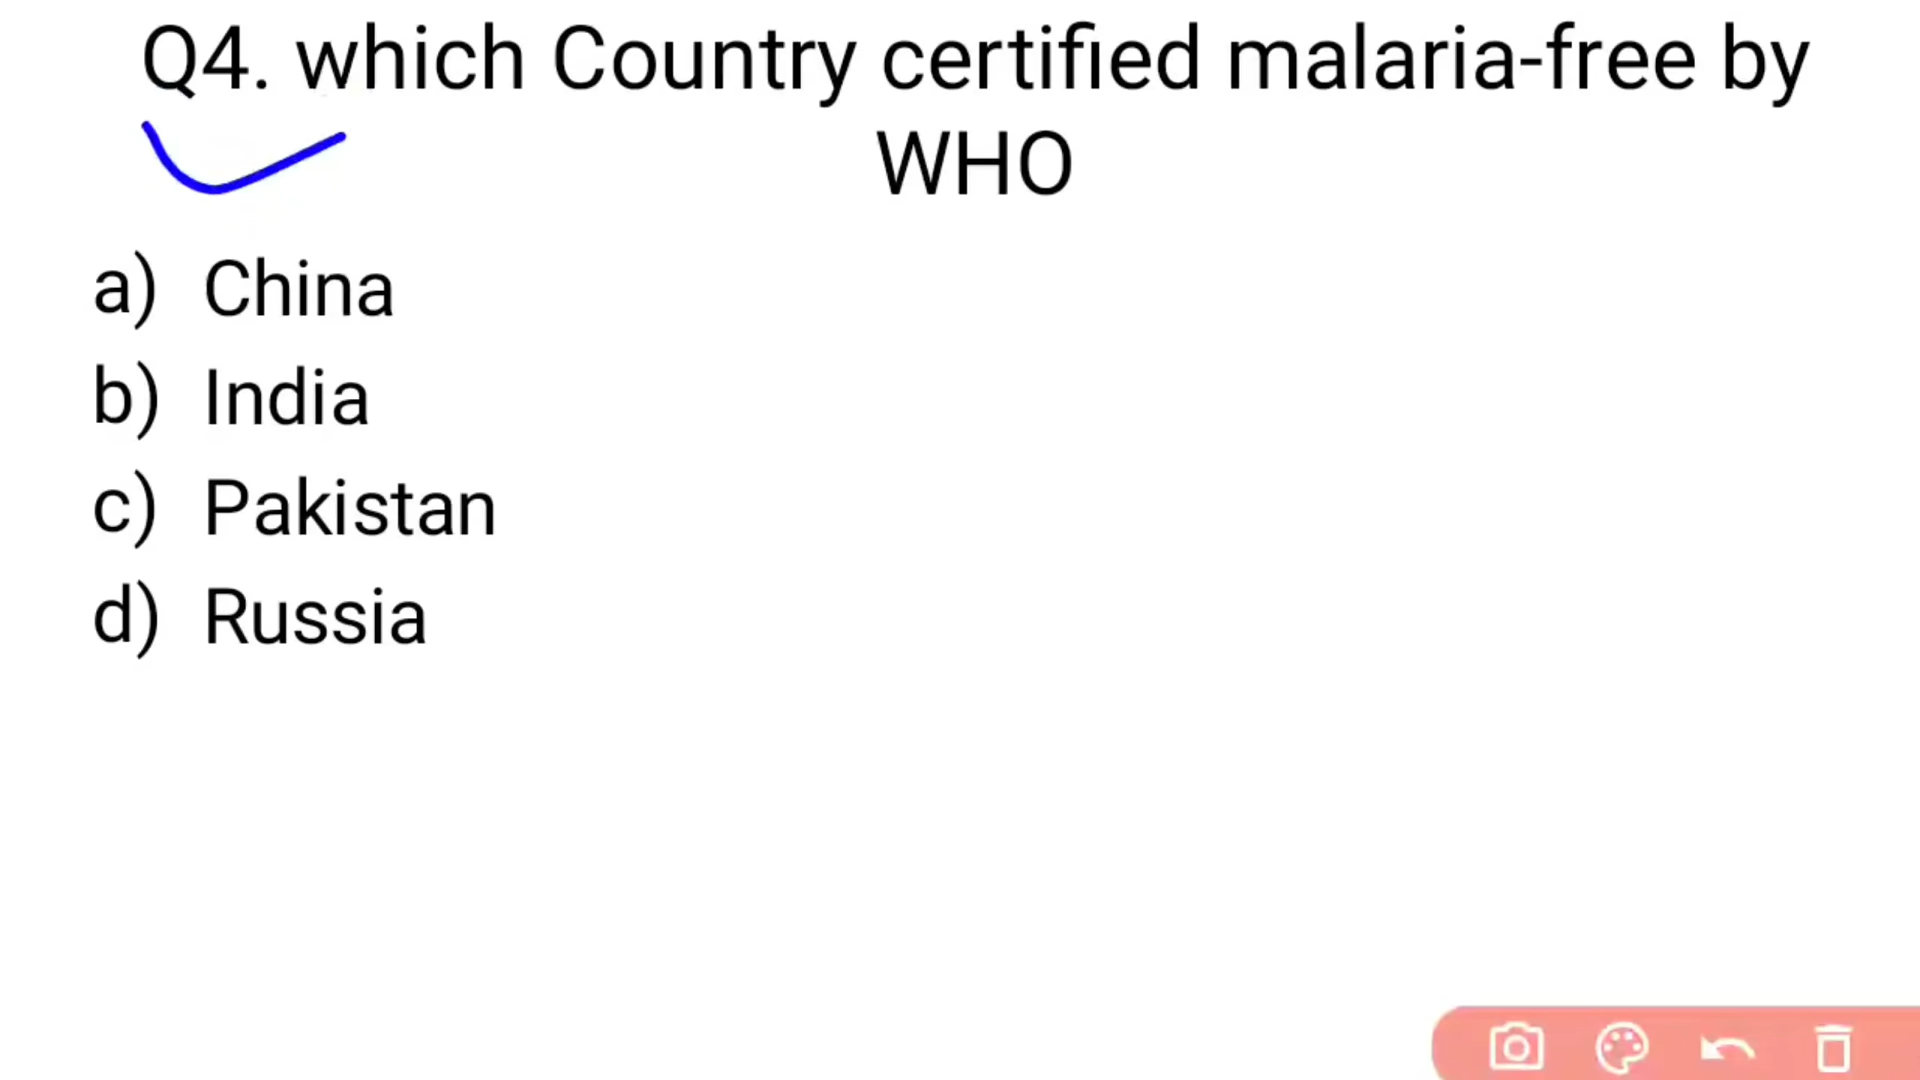 Q4. which Country certified malaria-free by
WHO
a) China
b) India
c) Pakistan
d) Russia